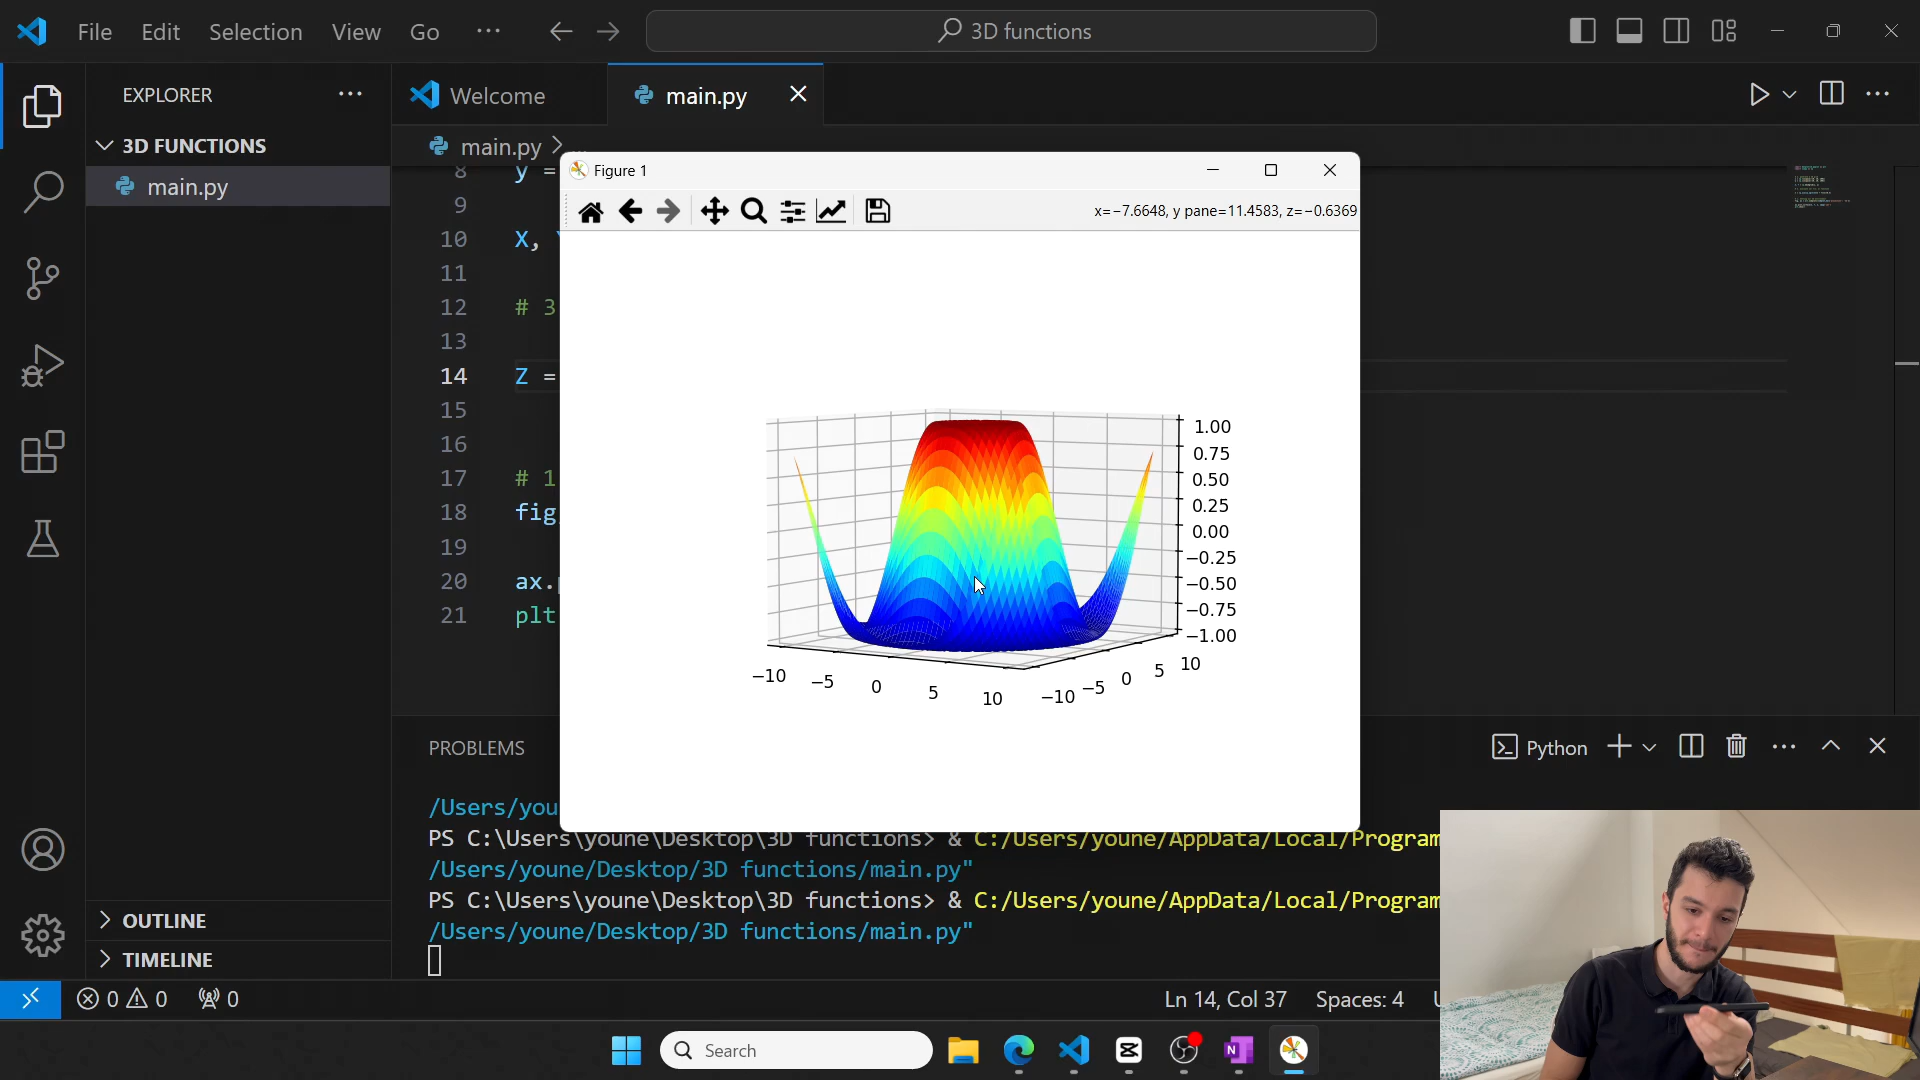 File Edit Selection View Go ··· 3D functions
EXPLORER ···
Welcome main.py
3D FUNCTIONS
main.py
main.py >
Figure 1
x=−7.6648, y pane=11.4583, z=−0.6369
8 y =
9
10 X,
11
12 # 3
13
14 Z =
15
16
17 # 1
18 fig
19
20 ax.
21 plt
1.00
0.75
0.50
0.25
0.00
−0.25
−0.50
−0.75
−1.00
−10 −5 0 5 10
−10 −5 0 5 10
PROBLEMS
Python
/Users/you
PS C:\Users\youne\Desktop\3D functions> & C:/Users/youne/AppData/Local/Program
/Users/youne/Desktop/3D functions/main.py"
PS C:\Users\youne\Desktop\3D functions> & C:/Users/youne/AppData/Local/Program
/Users/youne/Desktop/3D functions/main.py"
OUTLINE
TIMELINE
0 0 0
Ln 14, Col 37 Spaces: 4
Search